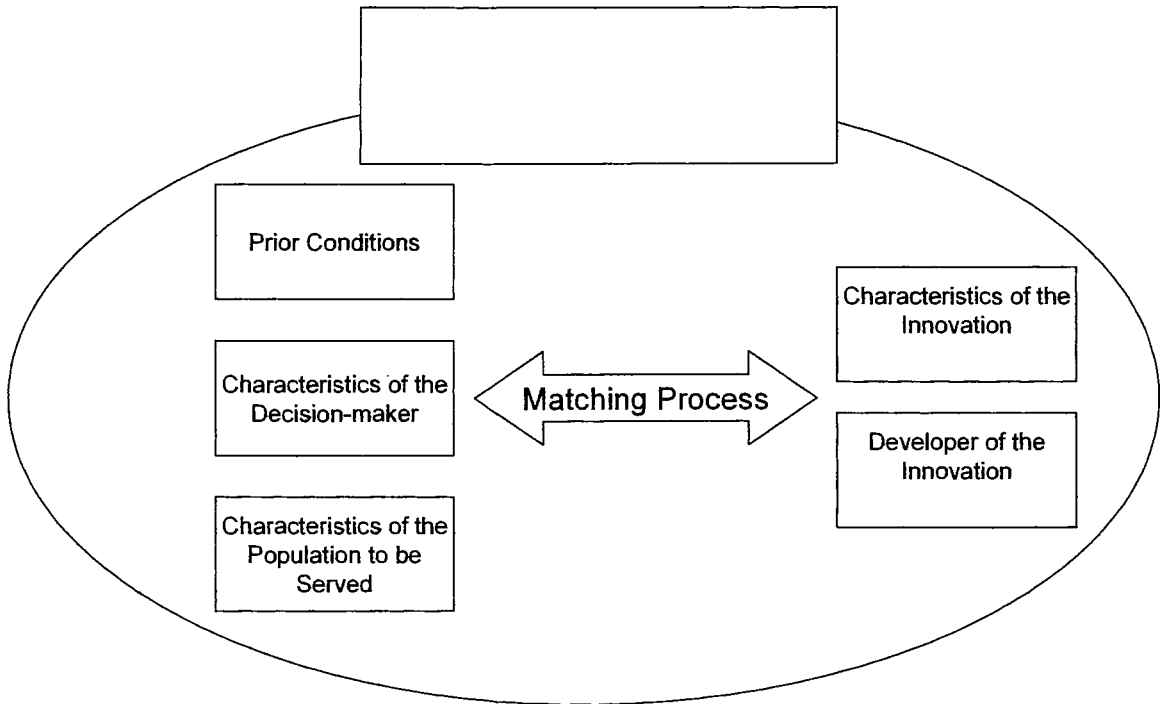 Prior Conditions
Characteristics of the
Decision-maker
Characteristics of the
Population to be
Served
Matching Process
Characteristics of the
Innovation
Developer of the
Innovation